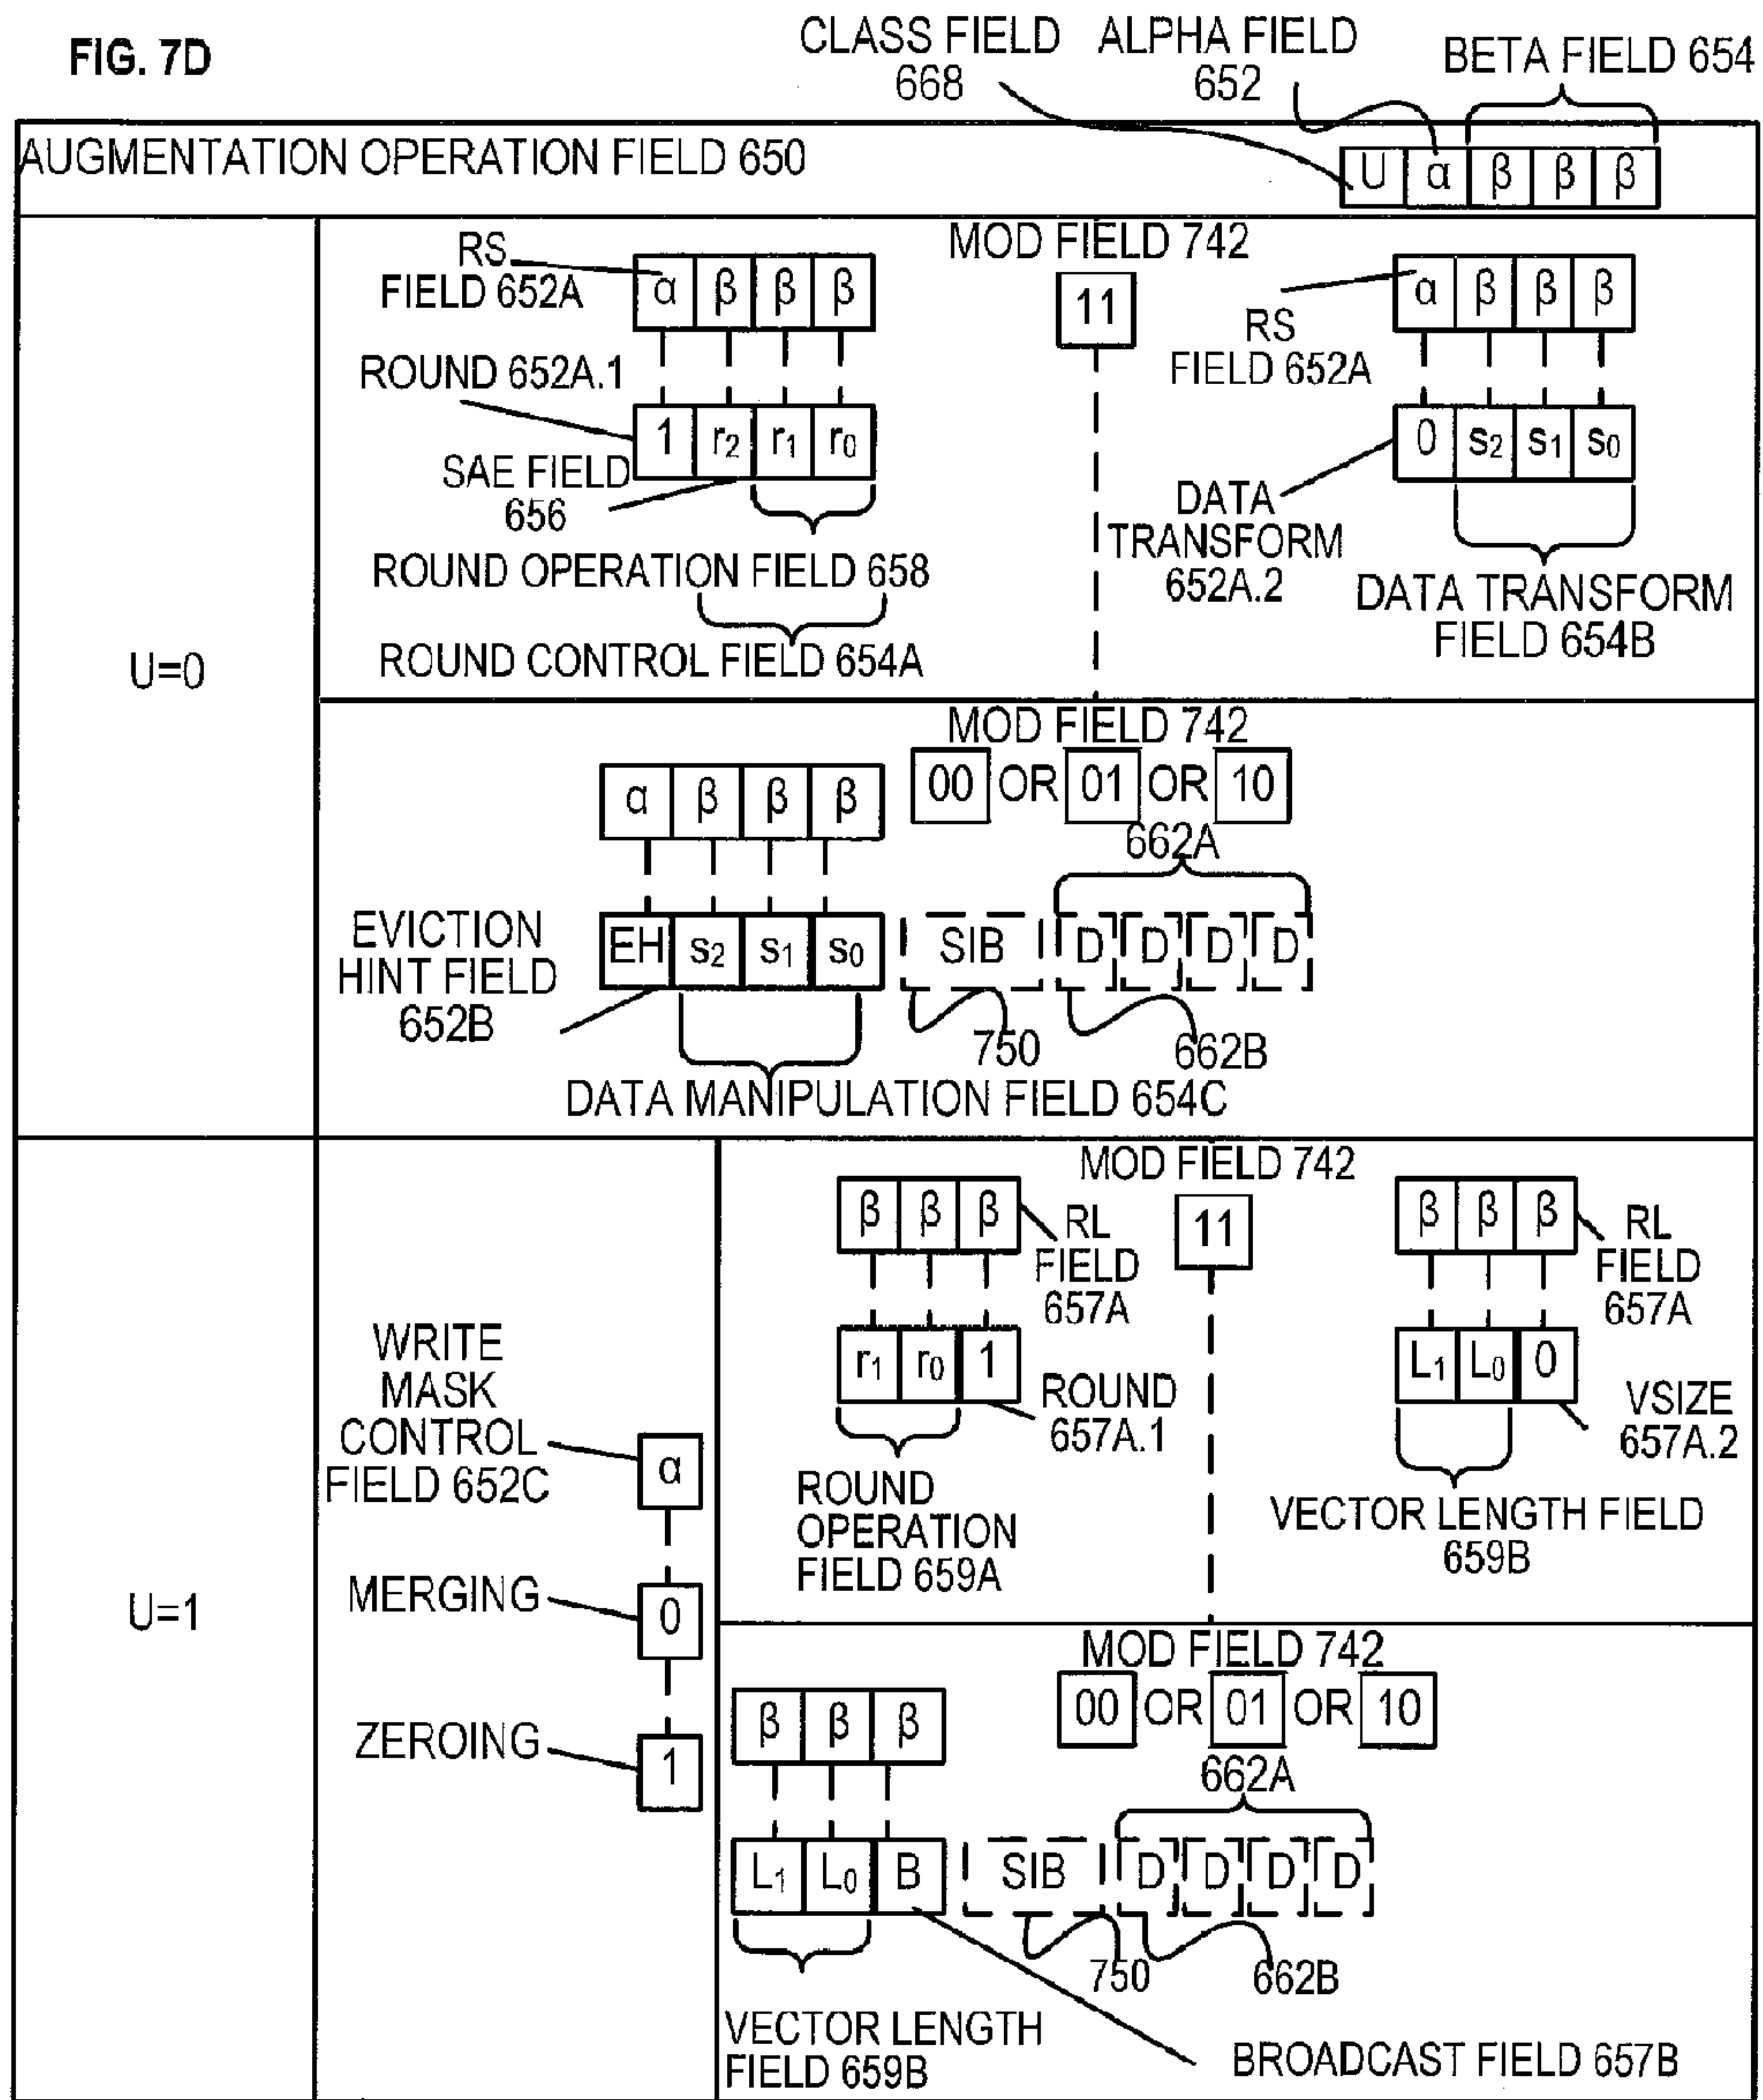 FIG. 7D
CLASS FIELD
668
ALPHA FIELD
652
BETA FIELD 654
AUGMENTATION OPERATION FIELD 650
U α β β β
U=0
RS
FIELD 652A
α β β β
MOD FIELD 742
11
α β β β
RS
FIELD 652A
ROUND 652A.1
1 r2 r1 r0
0 s2 s1 s0
SAE FIELD
656
DATA
TRANSFORM
652A.2
ROUND OPERATION FIELD 658
ROUND CONTROL FIELD 654A
DATA TRANSFORM
FIELD 654B
MOD FIELD 742
00 OR 01 OR 10
α β β β
662A
EVICTION
HINT FIELD
652B
EH s2 s1 s0
SIB
D D D D
750
662B
DATA MANIPULATION FIELD 654C
U=1
WRITE
MASK
CONTROL
FIELD 652C
α
MERGING
0
ZEROING
1
MOD FIELD 742
11
β β β
RL
FIELD
657A
r1 r0 1
ROUND
657A.1
ROUND
OPERATION
FIELD 659A
β β β
RL
FIELD
657A
L1 L0 0
VSIZE
657A.2
VECTOR LENGTH FIELD
659B
MOD FIELD 742
00 OR 01 OR 10
β β β
662A
L1 L0 B
SIB
D D D D
750
662B
VECTOR LENGTH
FIELD 659B
BROADCAST FIELD 657B